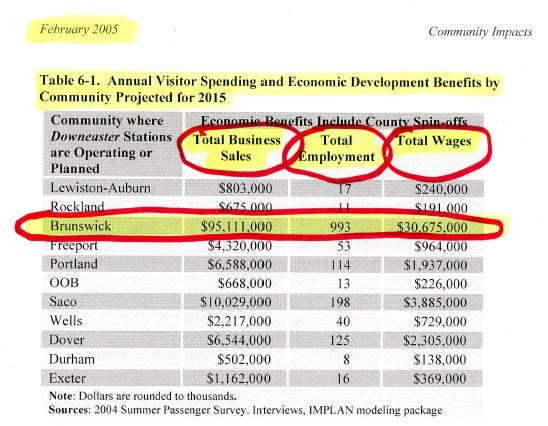 February 2005
Community Impacts
Table 6-1. Annual Visitor Spending and Economic Development Benefits by
Community Projected for 2015
Community where Economic Benefits Include County Spin-offs
Downeaster Stations Total Business Total Total Wages
are Operating or Sales Employment
Planned
Lewiston-Auburn $803,000 17 $240,000
Rockland $675,000 11 $191,000
Brunswick $95,111,000 993 $30,675,000
Freeport $4,320,000 53 $964,000
Portland $6,588,000 114 $1,937,000
OOB $668,000 13 $226,000
Saco $10,029,000 198 $3,885,000
Wells $2,217,000 40 $729,000
Dover $6,544,000 125 $2,305,000
Durham $502,000 8 $138,000
Exeter $1,162,000 16 $369,000
Note: Dollars are rounded to thousands.
Sources: 2004 Summer Passenger Survey. Interviews, IMPLAN modeling package